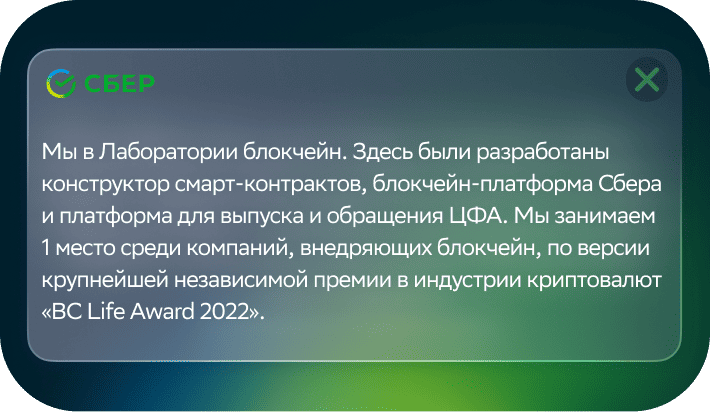 СБЕР
Мы в Лаборатории блокчейн. Здесь были разработаны
конструктор смарт-контрактов, блокчейн-платформа Сбера
и платформа для выпуска и обращения ЦФА. Мы занимаем
1 место среди компаний, внедряющих блокчейн, по версии
крупнейшей независимой премии в индустрии криптовалют
«BC Life Award 2022».